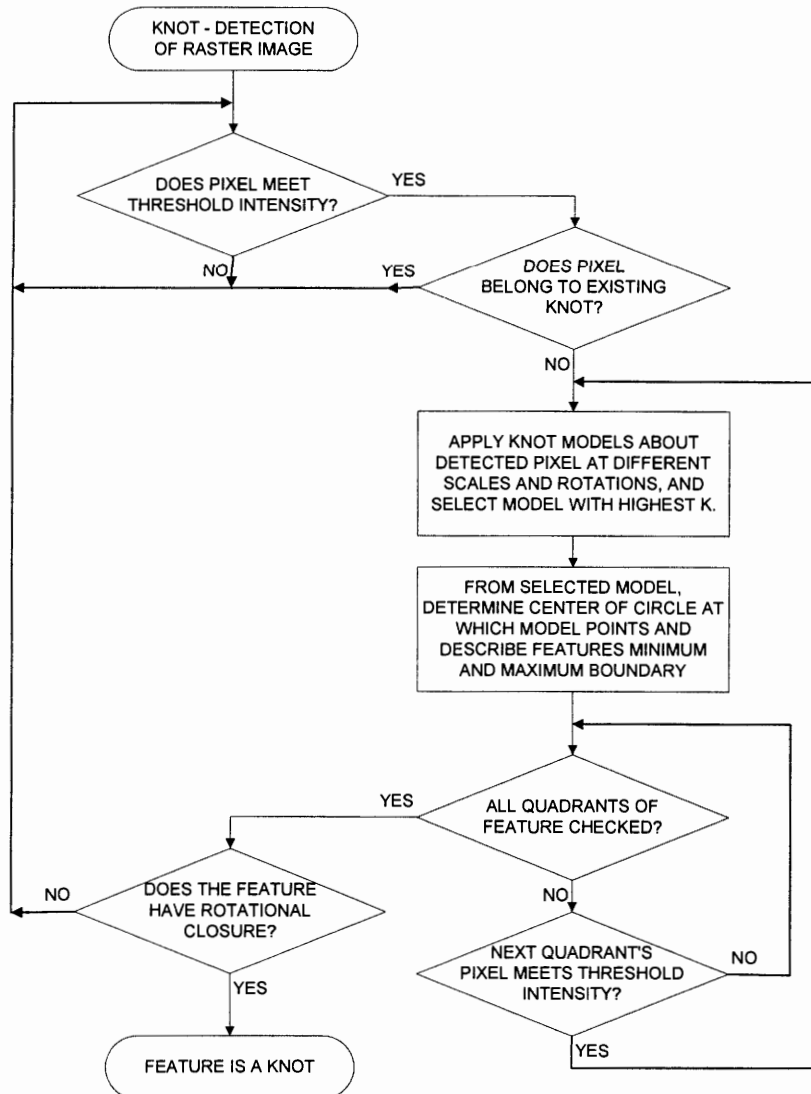 KNOT - DETECTION
OF RASTER IMAGE
DOES PIXEL MEET
THRESHOLD INTENSITY?
YES
NO
YES
DOES PIXEL
BELONG TO EXISTING
KNOT?
NO
APPLY KNOT MODELS ABOUT
DETECTED PIXEL AT DIFFERENT
SCALES AND ROTATIONS, AND
SELECT MODEL WITH HIGHEST K.
FROM SELECTED MODEL,
DETERMINE CENTER OF CIRCLE AT
WHICH MODEL POINTS AND
DESCRIBE FEATURES MINIMUM
AND MAXIMUM BOUNDARY
YES
ALL QUADRANTS OF
FEATURE CHECKED?
NO
DOES THE FEATURE
HAVE ROTATIONAL
CLOSURE?
NO
NEXT QUADRANT'S
PIXEL MEETS THRESHOLD
INTENSITY?
NO
YES
YES
FEATURE IS A KNOT